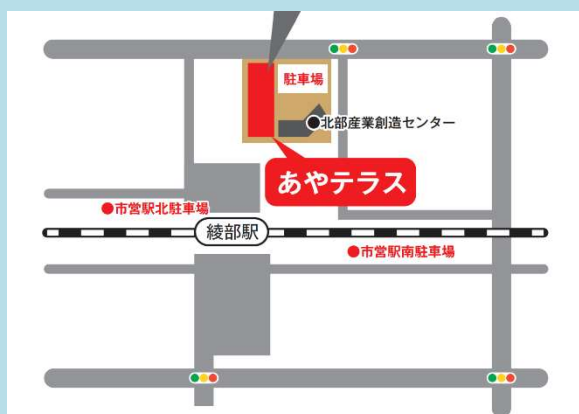 駐車場
北部産業創造センター
あやテラス
市営駅北駐車場
綾部駅
市営駅南駐車場